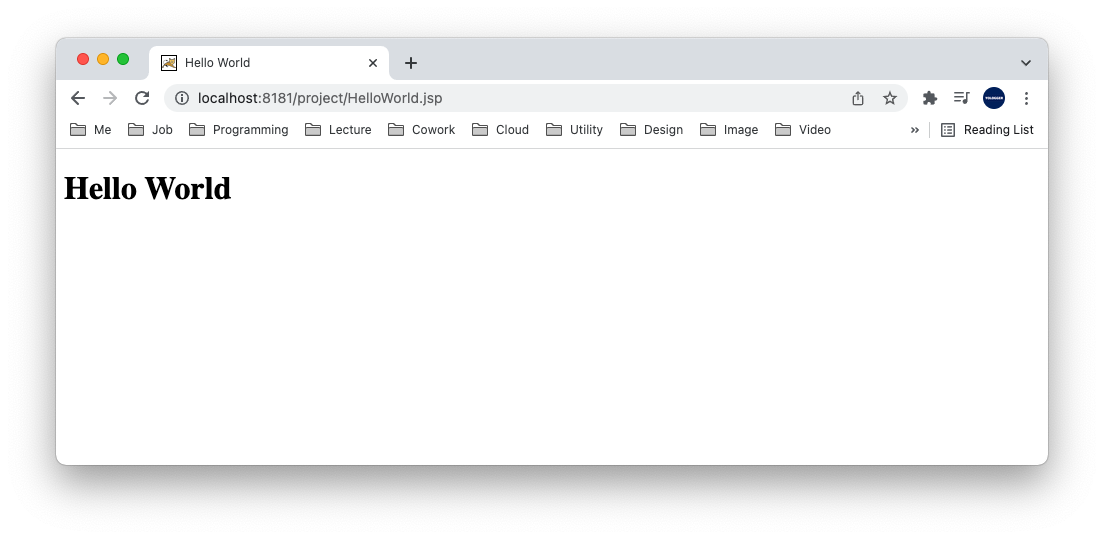 Hello World
localhost:8181/project/HelloWorld.jsp
Me Job Programming Lecture Cowork Cloud Utility Design Image Video » Reading List
Hello World